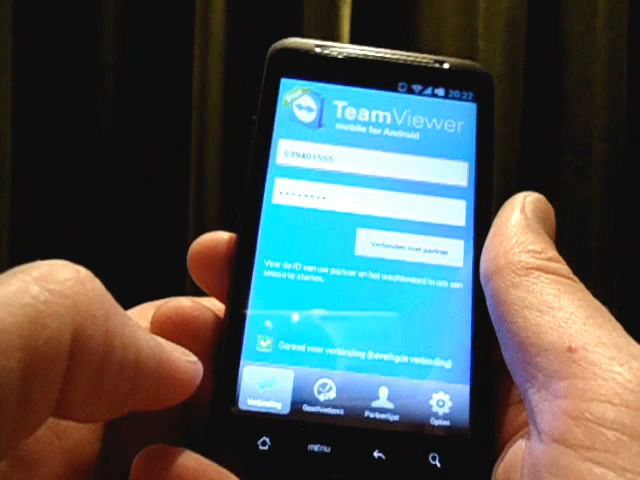 20:22
TeamViewer
mobile for Android
539401555
••••••••
Verbinden met partner
Voer de ID van uw partner en het wachtwoord in om een
sessie te starten.
Gereed voor verbinding (beveiligde verbinding)
Verbinding
Partnerlijst
Opties
menu